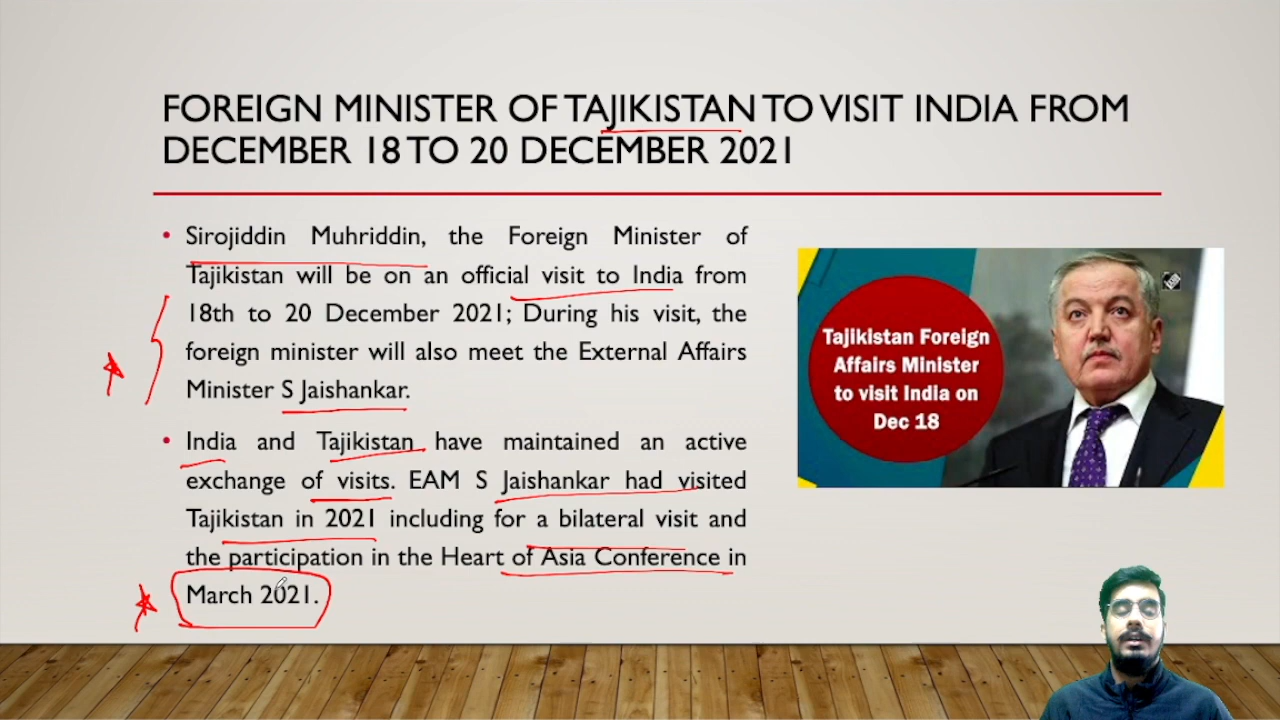 FOREIGN MINISTER OF TAJIKISTAN TO VISIT INDIA FROM
DECEMBER 18 TO 20 DECEMBER 2021
• Sirojiddin Muhriddin, the Foreign Minister of
Tajikistan will be on an official visit to India from
18th to 20 December 2021; During his visit, the
foreign minister will also meet the External Affairs
Minister S Jaishankar.
• India and Tajikistan have maintained an active
exchange of visits. EAM S Jaishankar had visited
Tajikistan in 2021 including for a bilateral visit and
the participation in the Heart of Asia Conference in
March 2021.
Tajikistan Foreign
Affairs Minister
to visit India on
Dec 18